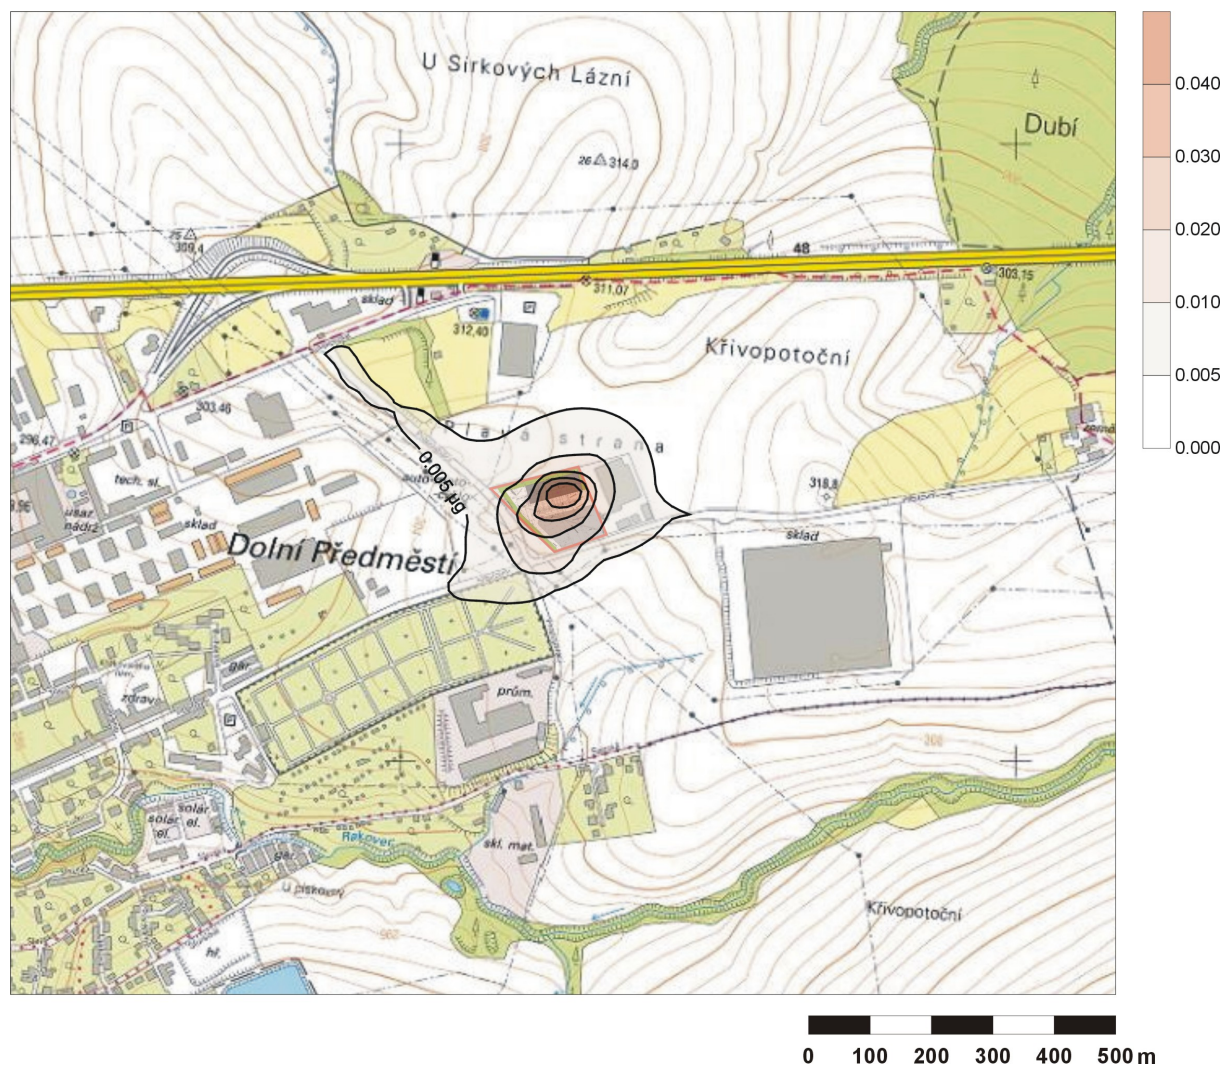 U Sirkových Lázní
Dubí
26 314,0
25
309,4
48
303,15
311,07
sklad
312,40
Křivopotoční
303.46
296,47
Plavá strana
tech. sl.
auto-
318,8
0.005 µg
usaz.
nádrž
sklad
sklad
Dolní Předměstí
gar.
zdrav.
prům.
solár.
el.
solár.
el.
Rakovec
skl. mat.
gar.
U pískovny
Křivopotoční
hl.
0.040
0.030
0.020
0.010
0.005
0.000
0 100 200 300 400 500 m